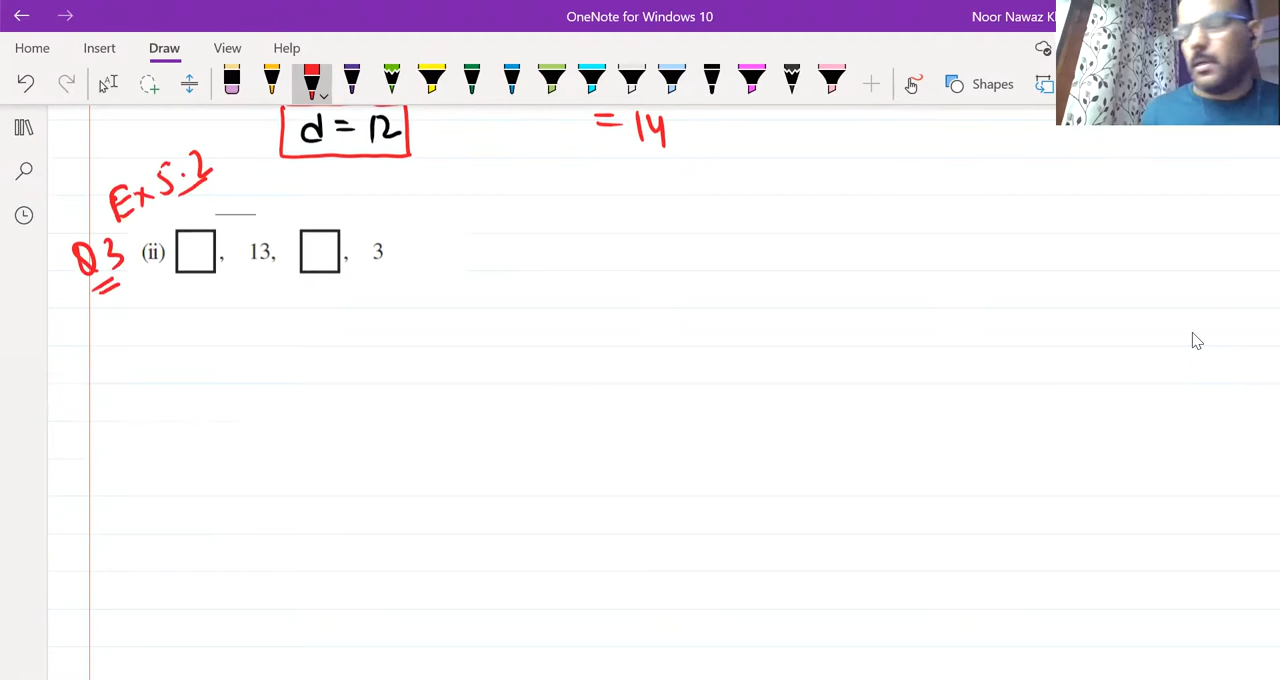 OneNote for Windows 10
Noor Nawaz Kh
Home Insert Draw View Help
Shapes
d = 12
= 14
Ex 5.2
Q3 (ii) , 13, , 3